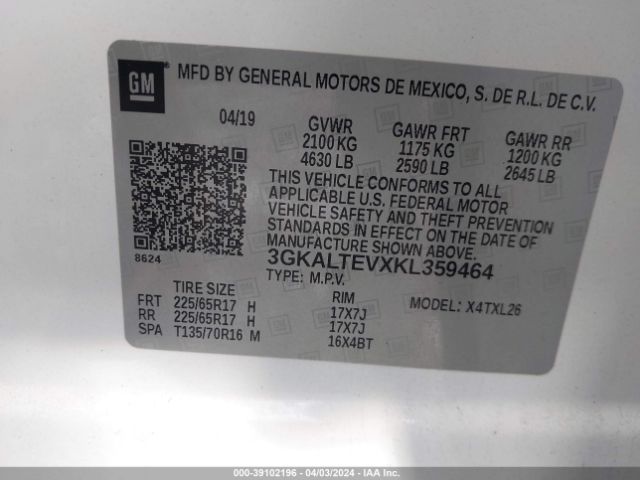 GM
MFD BY GENERAL MOTORS DE MEXICO, S. DE R.L. DE C.V.
04/19 GVWR GAWR FRT GAWR RR
2100 KG 1175 KG 1200 KG
4630 LB 2590 LB 2645 LB
THIS VEHICLE CONFORMS TO ALL
APPLICABLE U.S. FEDERAL MOTOR
VEHICLE SAFETY AND THEFT PREVENTION
STANDARDS IN EFFECT ON THE DATE OF
MANUFACTURE SHOWN ABOVE.
8624
3GKALTEVXKL359464
TYPE: M.P.V. MODEL: X4TXL26
TIRE SIZE RIM
FRT 225/65R17 H 17X7J
RR 225/65R17 H 17X7J
SPA T135/70R16 M 16X4BT
000-39102196 - 04/03/2024 - IAA Inc.